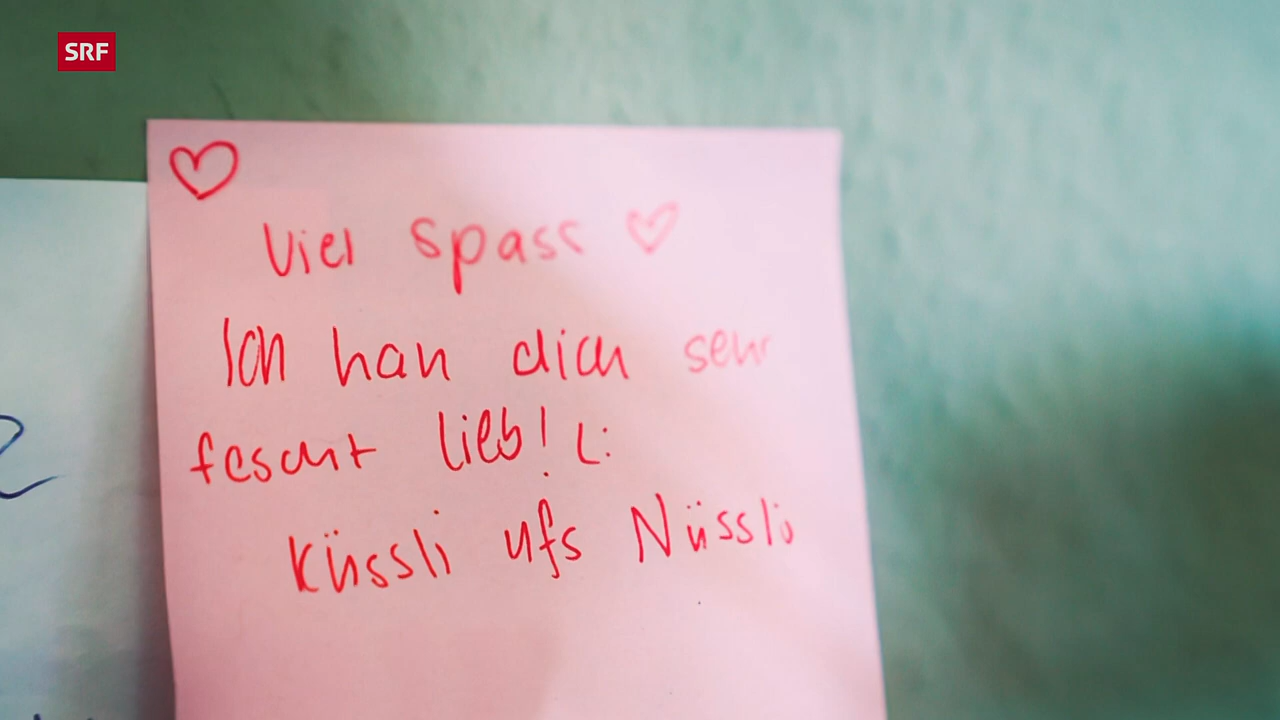 SRF
Viel Spass
Ich han dich sehr
fescht lieb! (:
Küssli ufs Nüssli